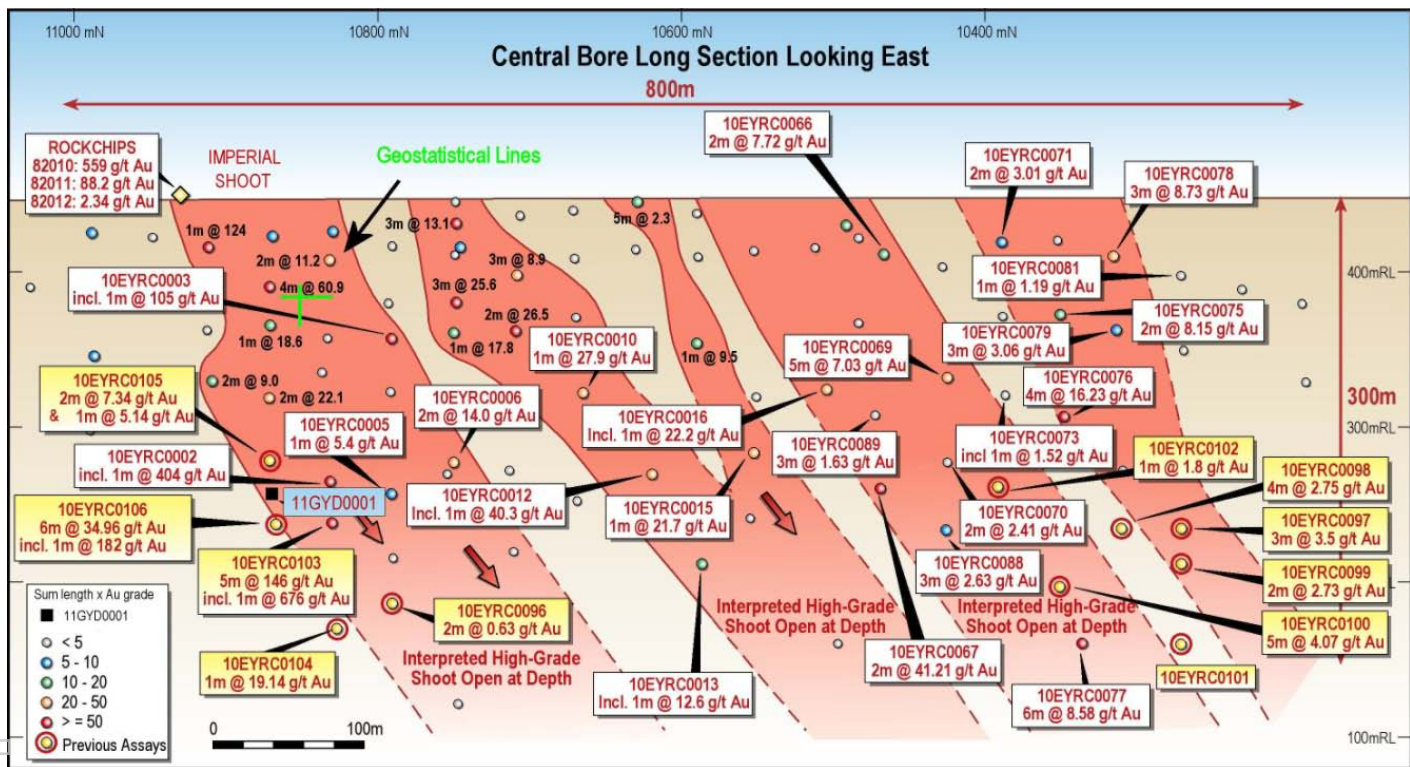 11000 mN
10800 mN
10600 mN
10400 mN
Central Bore Long Section Looking East
800m
ROCKCHIPS
82010: 559 g/t Au
82011: 88.2 g/t Au
82012: 2.34 g/t Au
IMPERIAL
SHOOT
Geostatistical Lines
10EYRC0066
2m @ 7.72 g/t Au
10EYRC0071
2m @ 3.01 g/t Au
10EYRC0078
3m @ 8.73 g/t Au
1m @ 124
3m @ 13.1
5m @ 2.3
2m @ 11.2
3m @ 8.9
10EYRC0003
incl. 1m @ 105 g/t Au
4m @ 60.9
3m @ 25.6
10EYRC0081
1m @ 1.19 g/t Au
400mRL
2m @ 26.5
10EYRC0075
2m @ 8.15 g/t Au
1m @ 18.6
1m @ 17.8
10EYRC0010
1m @ 27.9 g/t Au
1m @ 9.5
10EYRC0069
5m @ 7.03 g/t Au
10EYRC0079
3m @ 3.06 g/t Au
10EYRC0105
2m @ 7.34 g/t Au
& 1m @ 5.14 g/t Au
2m @ 9.0
2m @ 22.1
10EYRC0006
2m @ 14.0 g/t Au
10EYRC0076
4m @ 16.23 g/t Au
300m
10EYRC0005
1m @ 5.4 g/t Au
10EYRC0016
Incl. 1m @ 22.2 g/t Au
10EYRC0089
3m @ 1.63 g/t Au
10EYRC0073
incl 1m @ 1.52 g/t Au
10EYRC0102
1m @ 1.8 g/t Au
300mRL
10EYRC0002
incl. 1m @ 404 g/t Au
10EYRC0098
4m @ 2.75 g/t Au
11GYD0001
10EYRC0012
Incl. 1m @ 40.3 g/t Au
10EYRC0015
1m @ 21.7 g/t Au
10EYRC0070
2m @ 2.41 g/t Au
10EYRC0106
6m @ 34.96 g/t Au
incl. 1m @ 182 g/t Au
10EYRC0097
3m @ 3.5 g/t Au
10EYRC0103
5m @ 146 g/t Au
incl. 1m @ 676 g/t Au
10EYRC0088
3m @ 2.63 g/t Au
10EYRC0099
2m @ 2.73 g/t Au
10EYRC0096
2m @ 0.63 g/t Au
Interpreted High-Grade
Shoot Open at Depth
Interpreted High-Grade
Shoot Open at Depth
Interpreted High-Grade
Shoot Open at Depth
10EYRC0100
5m @ 4.07 g/t Au
10EYRC0104
1m @ 19.14 g/t Au
10EYRC0067
2m @ 41.21 g/t Au
10EYRC0101
10EYRC0013
Incl. 1m @ 12.6 g/t Au
10EYRC0077
6m @ 8.58 g/t Au
Sum length x Au grade
11GYD0001
< 5
5 - 10
10 - 20
20 - 50
> = 50
Previous Assays
0
100m
100mRL